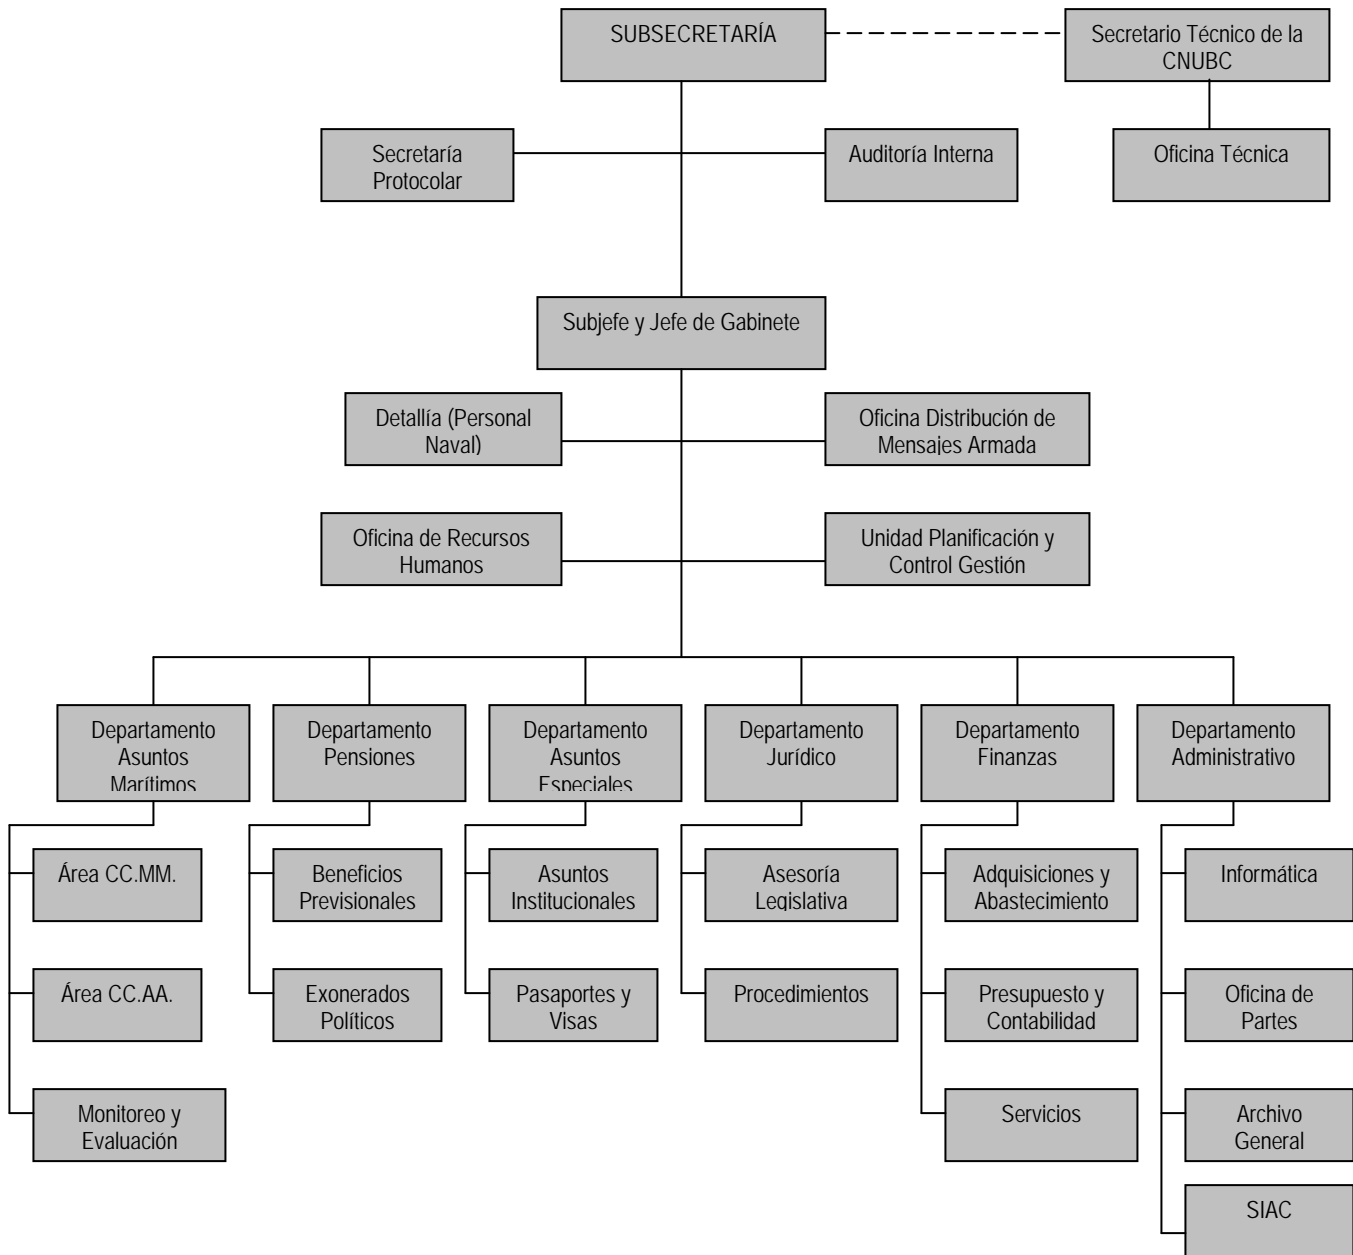 SUBSECRETARÍA
Secretario Técnico de la
CNUBC
Secretaría
Protocolar
Auditoría Interna
Oficina Técnica
Subjefe y Jefe de Gabinete
Detallía (Personal
Naval)
Oficina Distribución de
Mensajes Armada
Oficina de Recursos
Humanos
Unidad Planificación y
Control Gestión
Departamento
Asuntos
Marítimos
Departamento
Pensiones
Departamento
Asuntos
Especiales
Departamento
Jurídico
Departamento
Finanzas
Departamento
Administrativo
Área CC.MM.
Beneficios
Previsionales
Asuntos
Institucionales
Asesoría
Legislativa
Adquisiciones y
Abastecimiento
Informática
Área CC.AA.
Exonerados
Políticos
Pasaportes y
Visas
Procedimientos
Presupuesto y
Contabilidad
Oficina de
Partes
Monitoreo y
Evaluación
Servicios
Archivo
General
SIAC